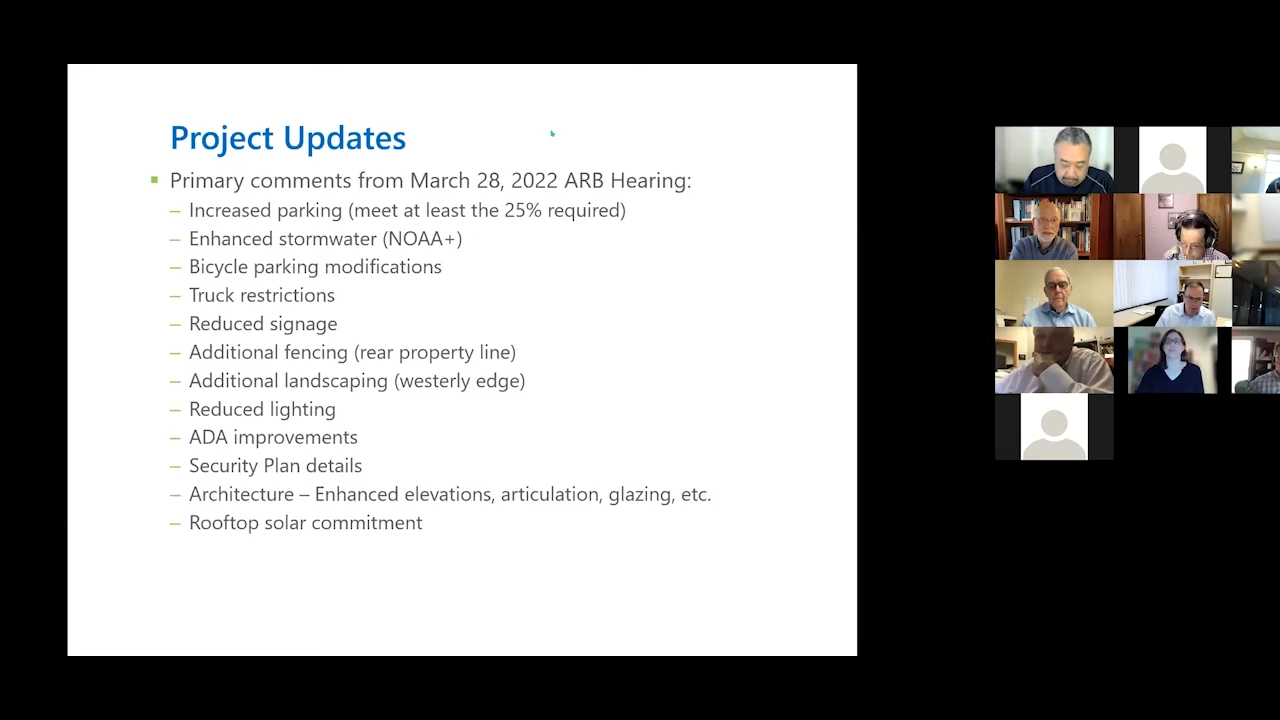 Project Updates
Primary comments from March 28, 2022 ARB Hearing:
– Increased parking (meet at least the 25% required)
– Enhanced stormwater (NOAA+)
– Bicycle parking modifications
– Truck restrictions
– Reduced signage
– Additional fencing (rear property line)
– Additional landscaping (westerly edge)
– Reduced lighting
– ADA improvements
– Security Plan details
– Architecture – Enhanced elevations, articulation, glazing, etc.
– Rooftop solar commitment